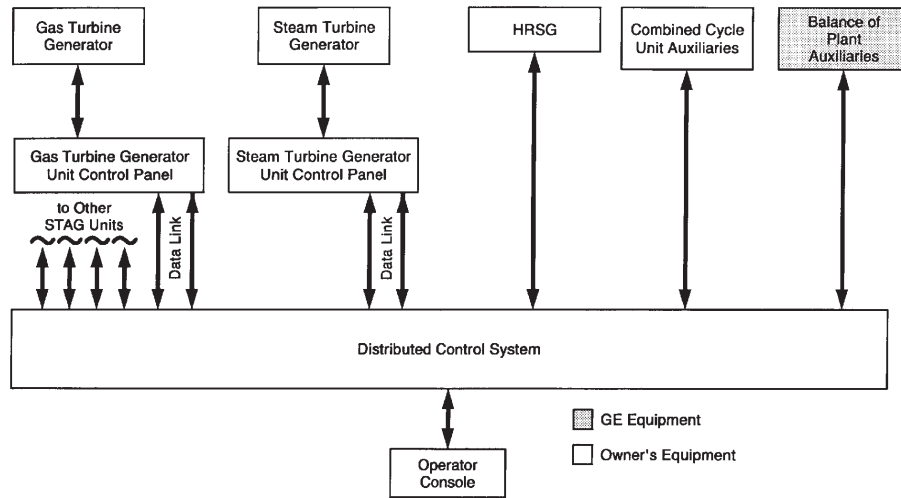 Gas Turbine
Generator
Steam Turbine
Generator
HRSG
Combined Cycle
Unit Auxiliaries
Balance of
Plant
Auxiliaries
Gas Turbine Generator
Unit Control Panel
Steam Turbine Generator
Unit Control Panel
to Other
STAG Units
Data Link
Data Link
Distributed Control System
GE Equipment
Owner's Equipment
Operator
Console